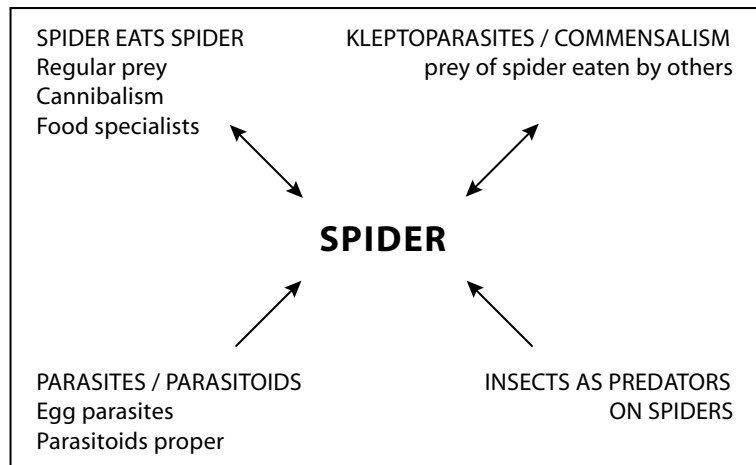 SPIDER EATS SPIDER
Regular prey
Cannibalism
Food specialists
KLEPTOPARASITES / COMMENSALISM
prey of spider eaten by others
SPIDER
PARASITES / PARASITOIDS
Egg parasites
Parasitoids proper
INSECTS AS PREDATORS
ON SPIDERS